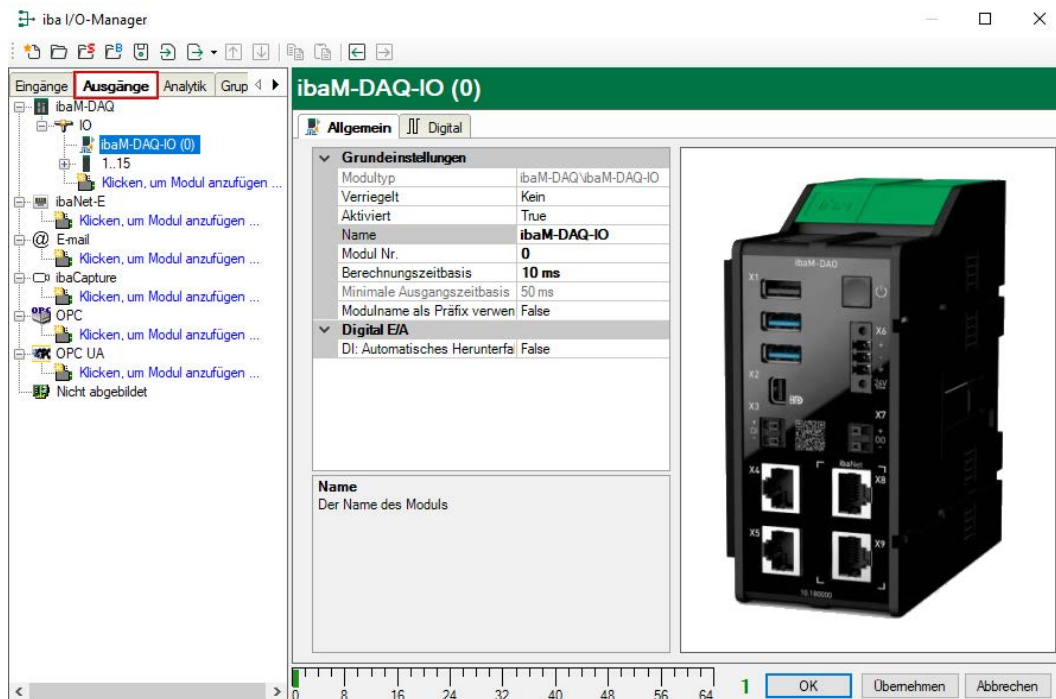 iba I/O-Manager
Eingänge Ausgänge Analytik Grup
ibaM-DAQ
IO
ibaM-DAQ-IO (0)
1..15
Klicken, um Modul anzufügen ...
ibaNet-E
Klicken, um Modul anzufügen ...
E-mail
Klicken, um Modul anzufügen ...
ibaCapture
Klicken, um Modul anzufügen ...
OPC
Klicken, um Modul anzufügen ...
OPC UA
Klicken, um Modul anzufügen ...
Nicht abgebildet
ibaM-DAQ-IO (0)
Allgemein Digital
Grundeinstellungen
Modultyp ibaM-DAQ\ibaM-DAQ-IO
Verriegelt Kein
Aktiviert True
Name ibaM-DAQ-IO
Modul Nr. 0
Berechnungszeitbasis 10 ms
Minimale Ausgangszeitbasis 50 ms
Modulname als Präfix verwen False
Digital E/A
DI: Automatisches Herunterfa False
Name
Der Name des Moduls
ibaM-DAQ
X1
X6
X2
X3
X7
DO
X4
ibaNet
X8
X5
X9
10.180000
0 8 16 24 32 40 48 56 64
1 OK Übernehmen Abbrechen